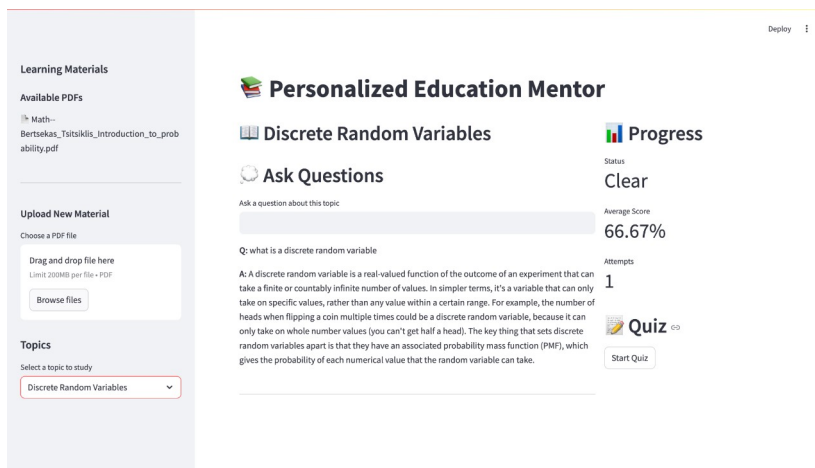 Deploy
Learning Materials
Available PDFs
Math--
Bertsekas_Tsitsiklis_Introduction_to_prob
ability.pdf
Upload New Material
Choose a PDF file
Drag and drop file here
Limit 200MB per file • PDF
Browse files
Topics
Select a topic to study
Discrete Random Variables
Personalized Education Mentor
Discrete Random Variables
Ask Questions
Ask a question about this topic
Q: what is a discrete random variable
A: A discrete random variable is a real-valued function of the outcome of an experiment that can
take a finite or countably infinite number of values. In simpler terms, it's a variable that can only
take on specific values, rather than any value within a certain range. For example, the number of
heads when flipping a coin multiple times could be a discrete random variable, because it can
only take on whole number values (you can't get half a head). The key thing that sets discrete
random variables apart is that they have an associated probability mass function (PMF), which
gives the probability of each numerical value that the random variable can take.
Progress
Status
Clear
Average Score
66.67%
Attempts
1
Quiz
Start Quiz